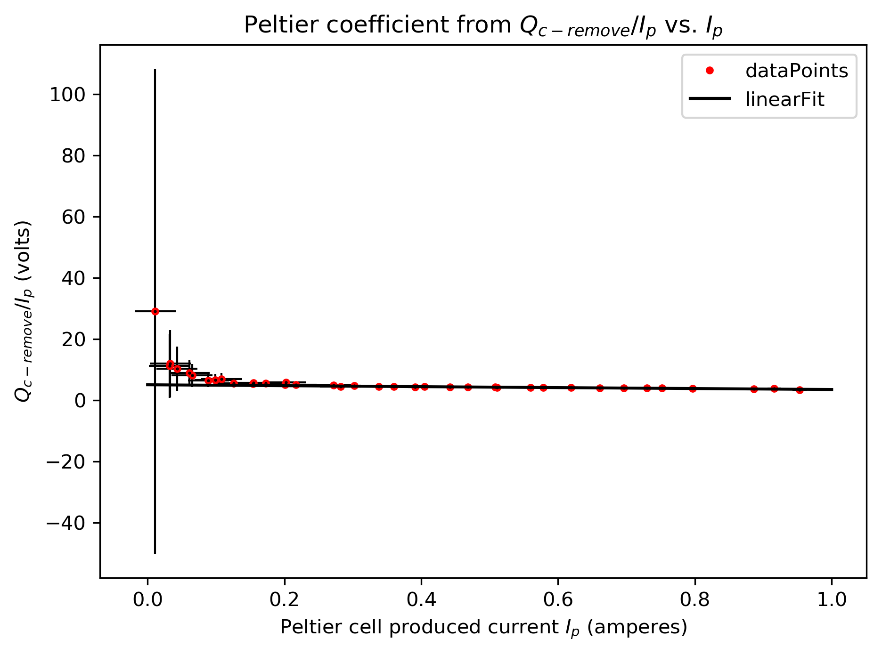 Peltier coefficient from Q_{c-remove}/I_p vs. I_p
dataPoints
linearFit
Q_{c-remove}/I_p (volts)
100
80
60
40
20
0
−20
−40
0.0 0.2 0.4 0.6 0.8 1.0
Peltier cell produced current I_p (amperes)